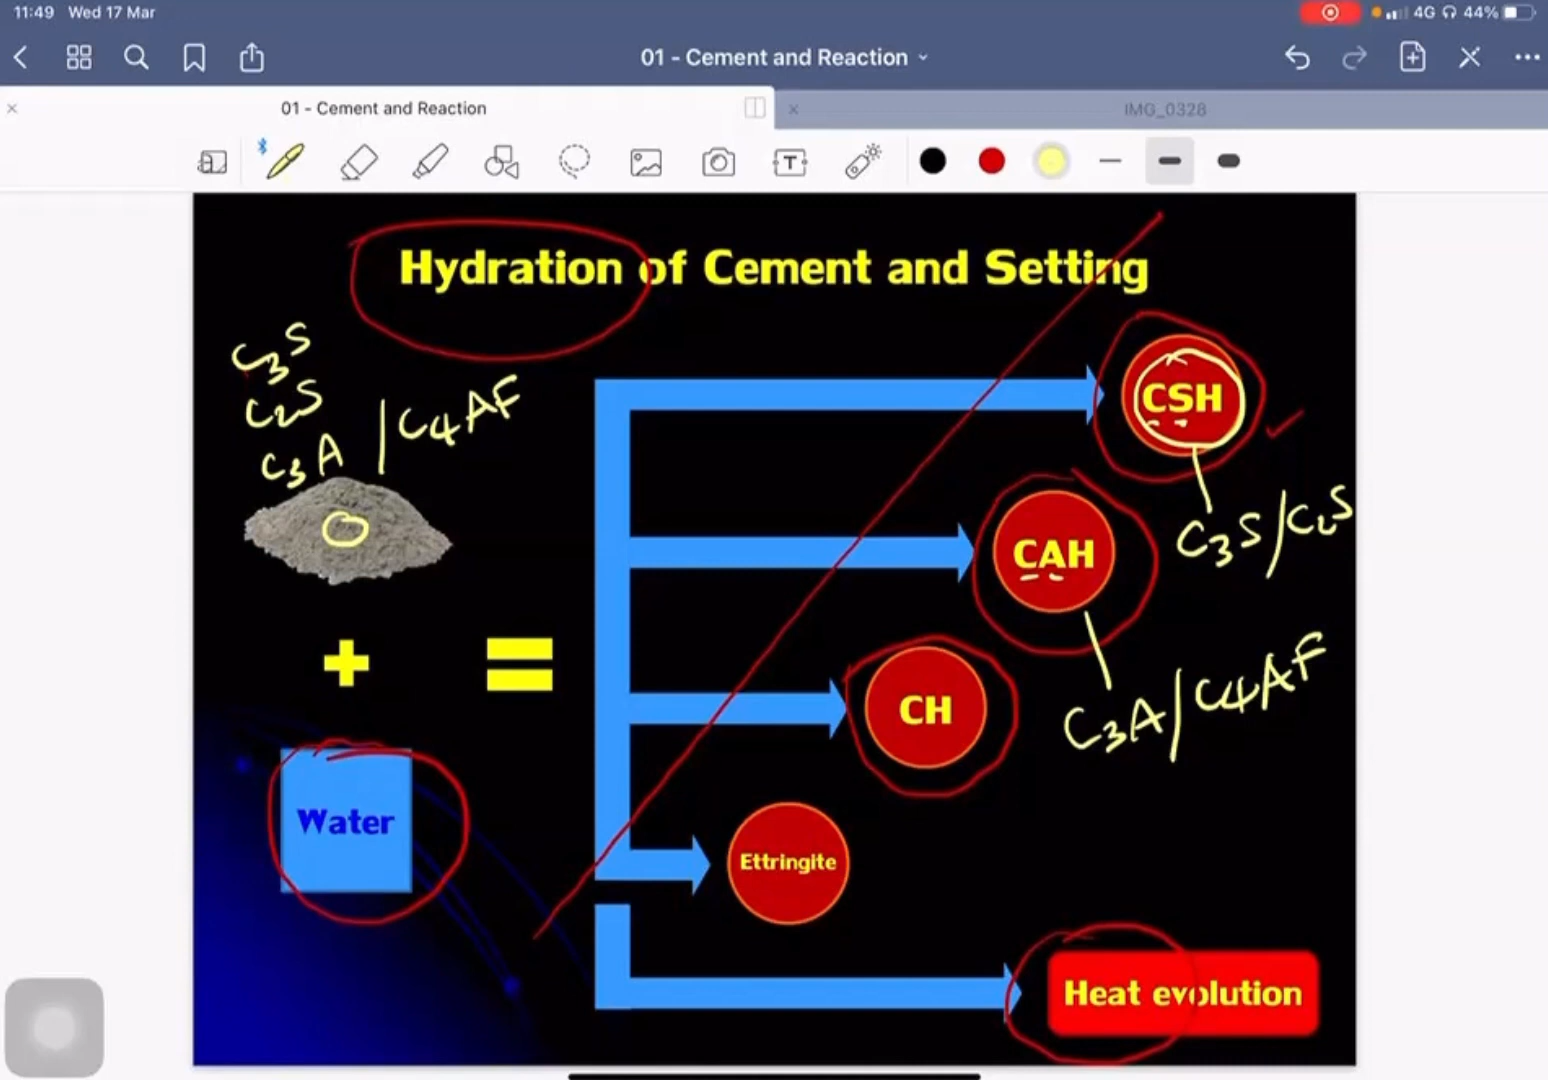 11:49 Wed 17 Mar
4G 44%
01 - Cement and Reaction
01 - Cement and Reaction
IMG_0328
T
Hydration of Cement and Setting
C3S
C2S
C3A / C4AF
CSH
C3S/C2S
CAH
C3A/C4AF
CH
Water
Ettringite
Heat evolution